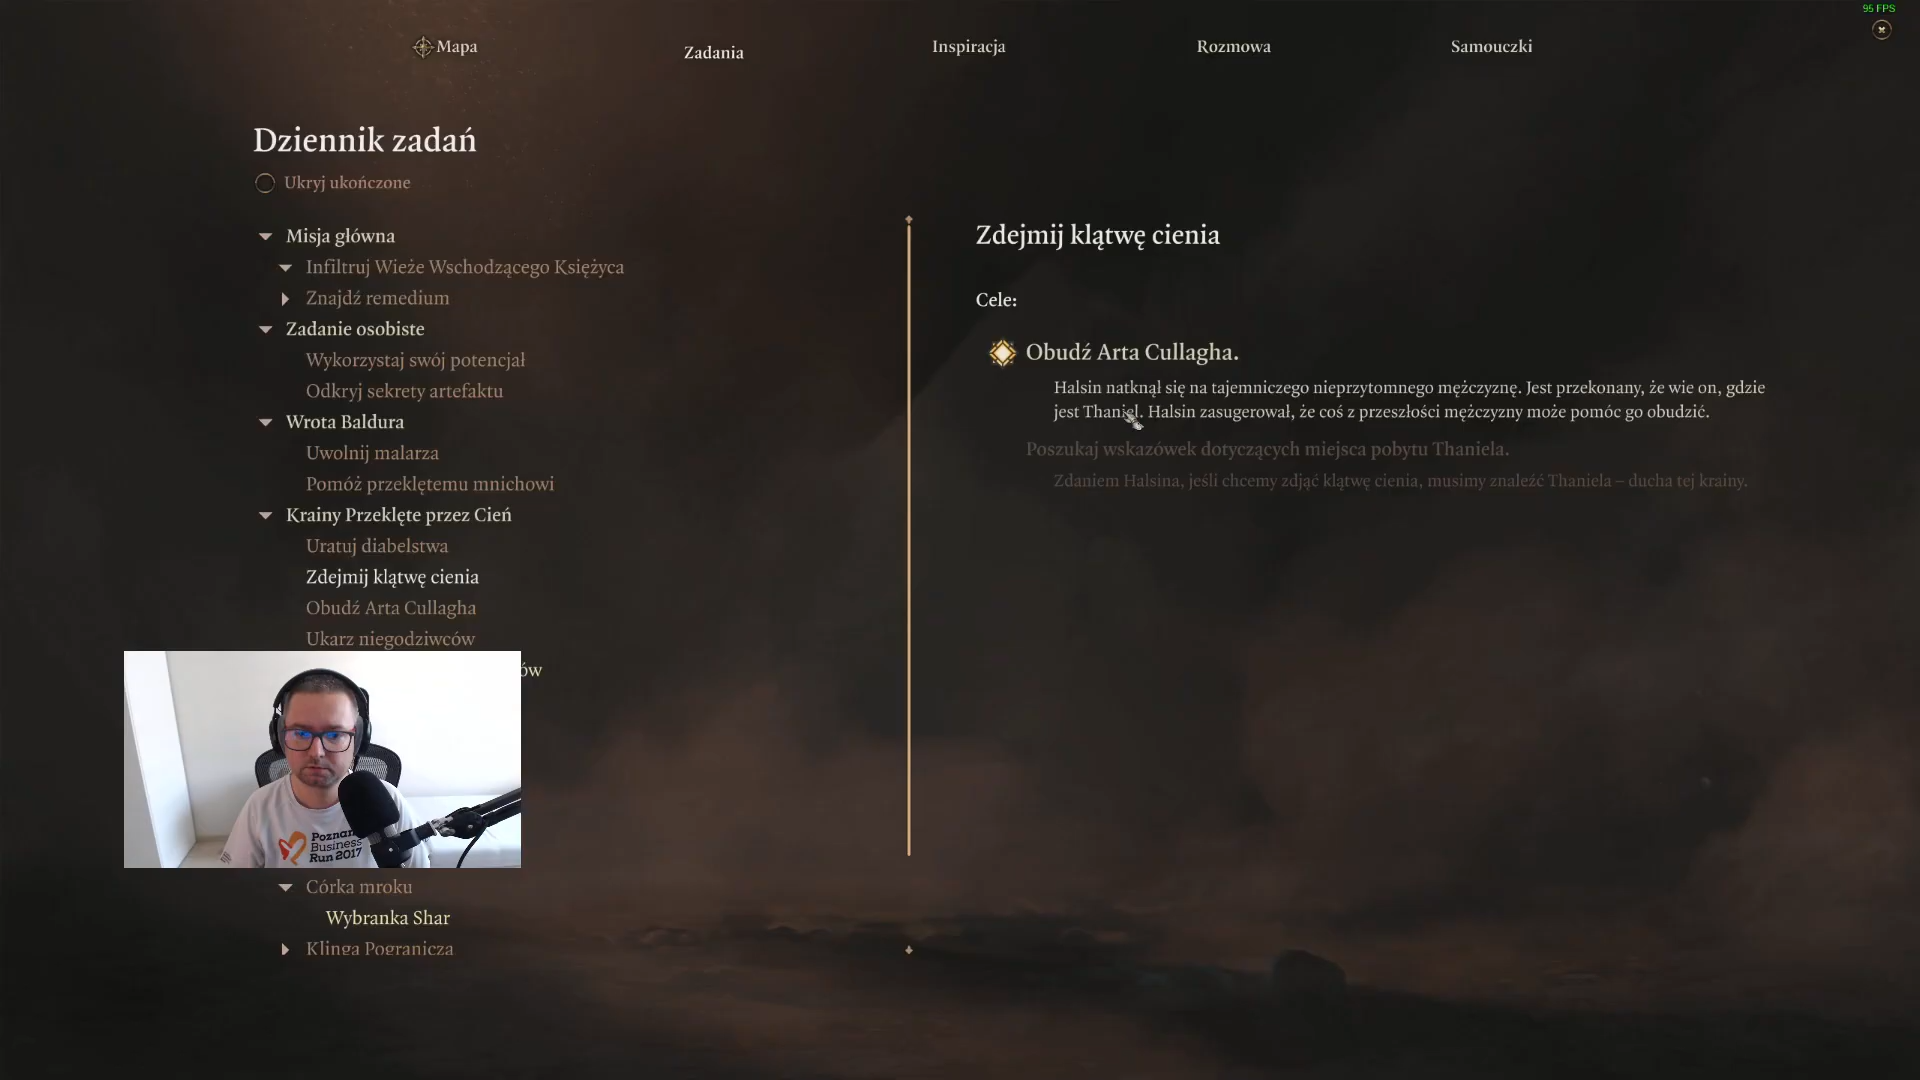 95 FPS
Mapa
Zadania
Inspiracja
Rozmowa
Samouczki
Dziennik zadań
Ukryj ukończone
Misja główna
Infiltruj Wieże Wschodzącego Księżyca
Znajdź remedium
Zadanie osobiste
Wykorzystaj swój potencjał
Odkryj sekrety artefaktu
Wrota Baldura
Uwolnij malarza
Pomóż przeklętemu mnichowi
Krainy Przeklęte przez Cień
Uratuj diabelstwa
Zdejmij klątwę cienia
Obudź Arta Cullagha
Ukarz niegodziwców
ów
Poznań
Business
Run 2017
Córka mroku
Wybranka Shar
Klinga Pogranicza
Zdejmij klątwę cienia
Cele:
Obudź Arta Cullagha.
Halsin natknął się na tajemniczego nieprzytomnego mężczyznę. Jest przekonany, że wie on, gdzie
jest Thaniel. Halsin zasugerował, że coś z przeszłości mężczyzny może pomóc go obudzić.
Poszukaj wskazówek dotyczących miejsca pobytu Thaniela.
Zdaniem Halsina, jeśli chcemy zdjąć klątwę cienia, musimy znaleźć Thaniela – ducha tej krainy.